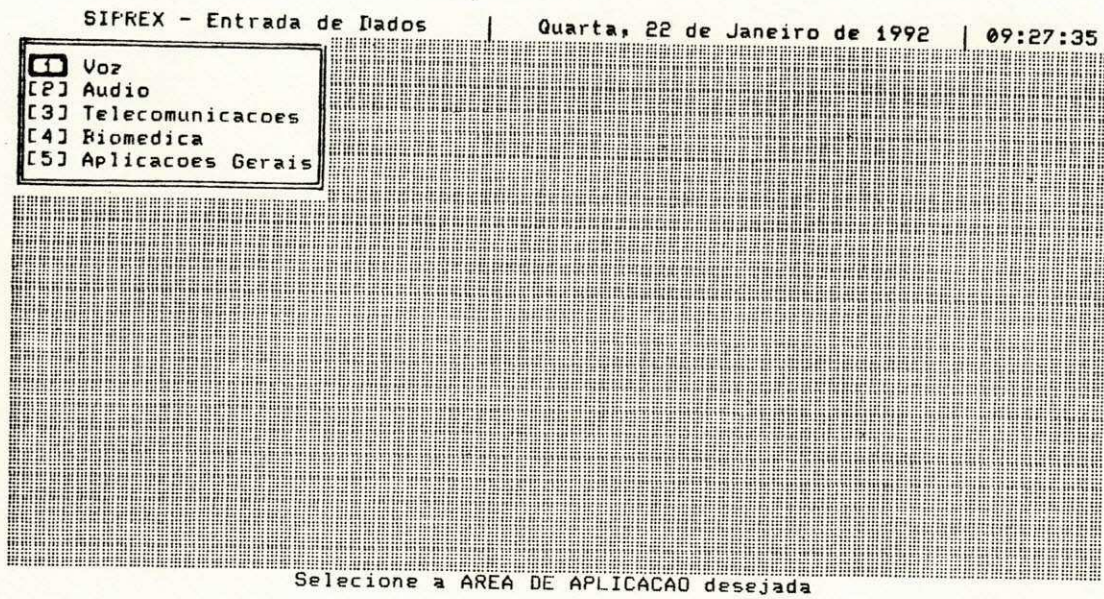 SIPREX - Entrada de Dados | Quarta, 22 de Janeiro de 1992 | 09:27:35
[1] Voz
[2] Audio
[3] Telecomunicacoes
[4] Biomedica
[5] Aplicacoes Gerais
Selecione a AREA DE APLICACAO desejada